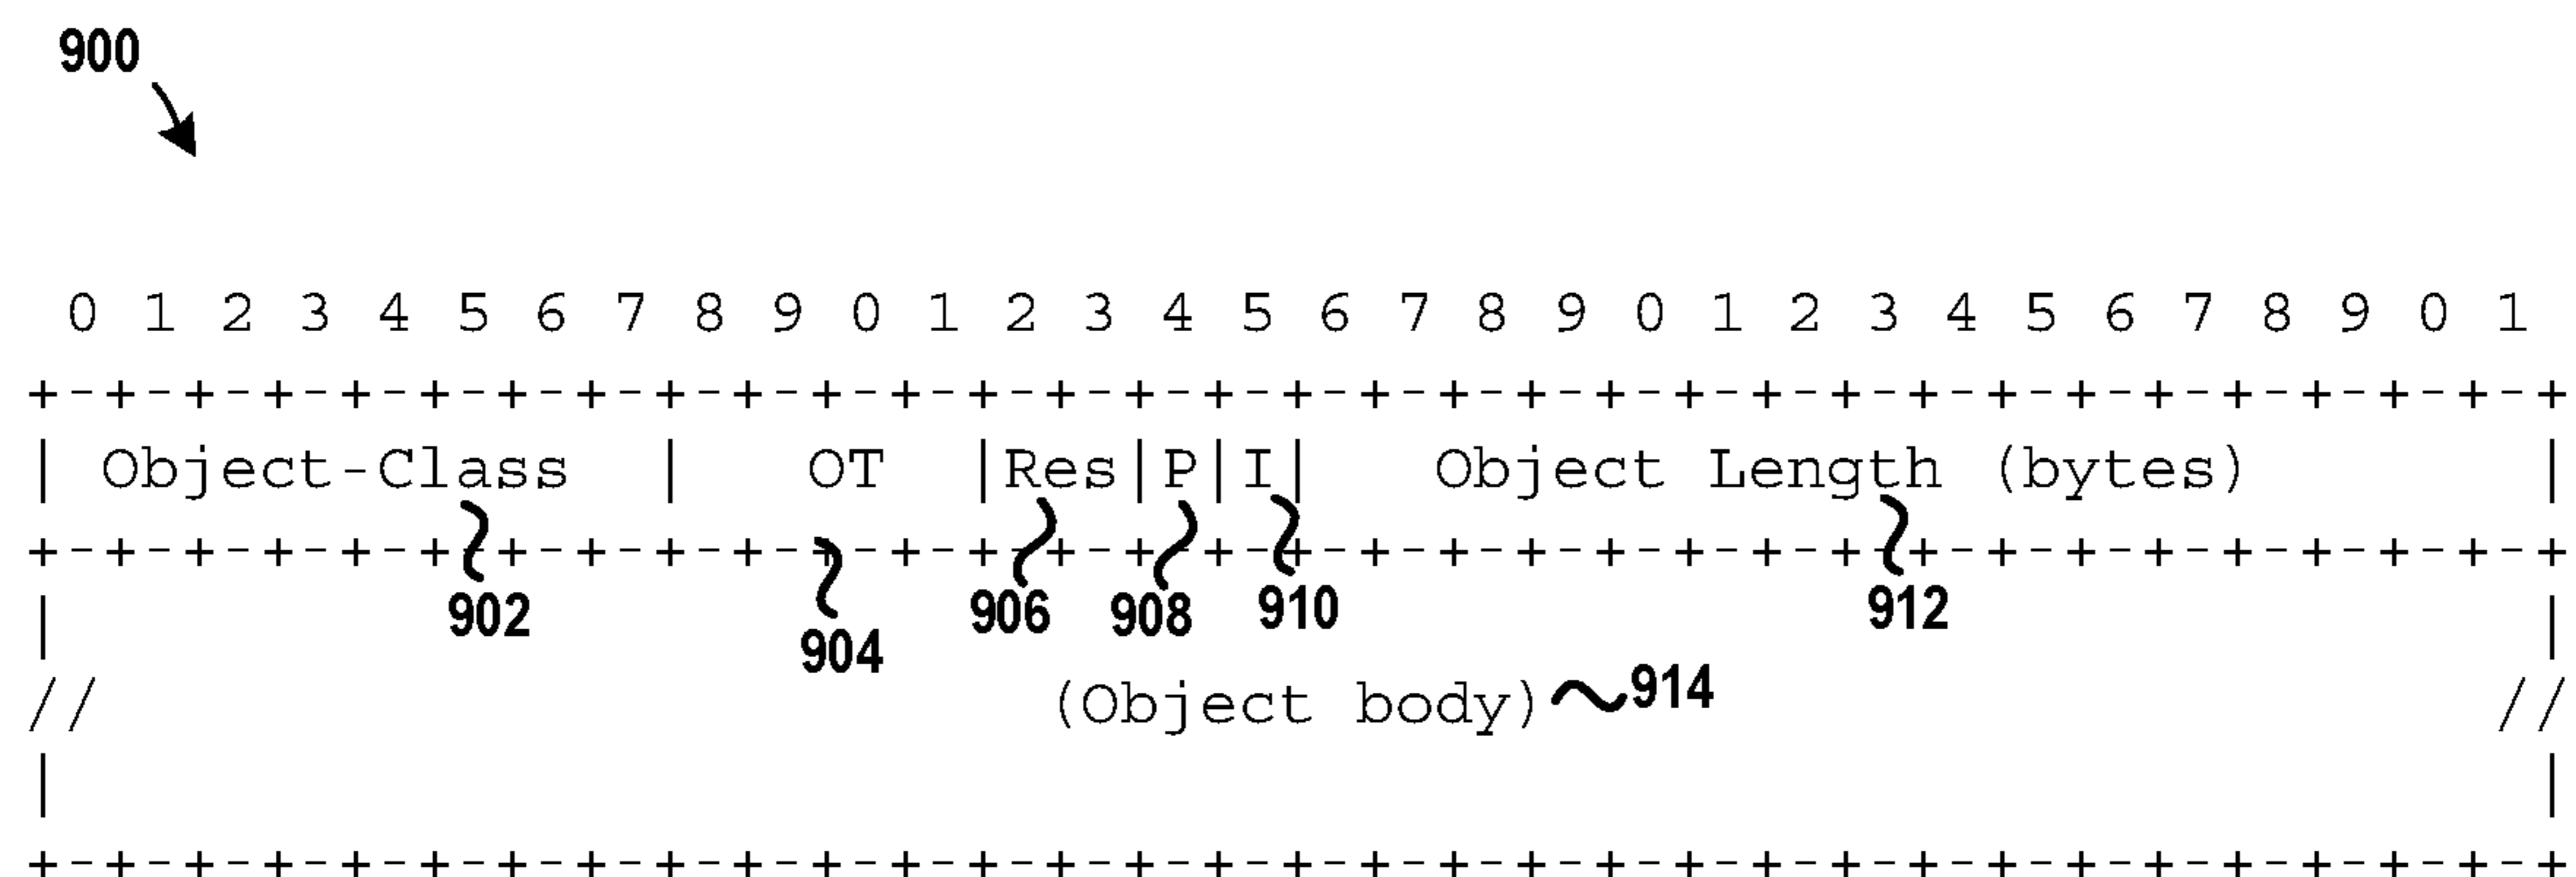 900
0 1 2 3 4 5 6 7 8 9 0 1 2 3 4 5 6 7 8 9 0 1 2 3 4 5 6 7 8 9 0 1
+-+-+-+-+-+-+-+-+-+-+-+-+-+-+-+-+-+-+-+-+-+-+-+-+-+-+-+-+-+-+-+-+
| Object-Class | OT |Res|P|I| Object Length (bytes) |
+-+-+-+-+-+-+-+-+-+-+-+-+-+-+-+-+-+-+-+-+-+-+-+-+-+-+-+-+-+-+-+-+
| 902 904 906 908 910 912 |
// (Object body) 914 //
| |
+-+-+-+-+-+-+-+-+-+-+-+-+-+-+-+-+-+-+-+-+-+-+-+-+-+-+-+-+-+-+-+-+